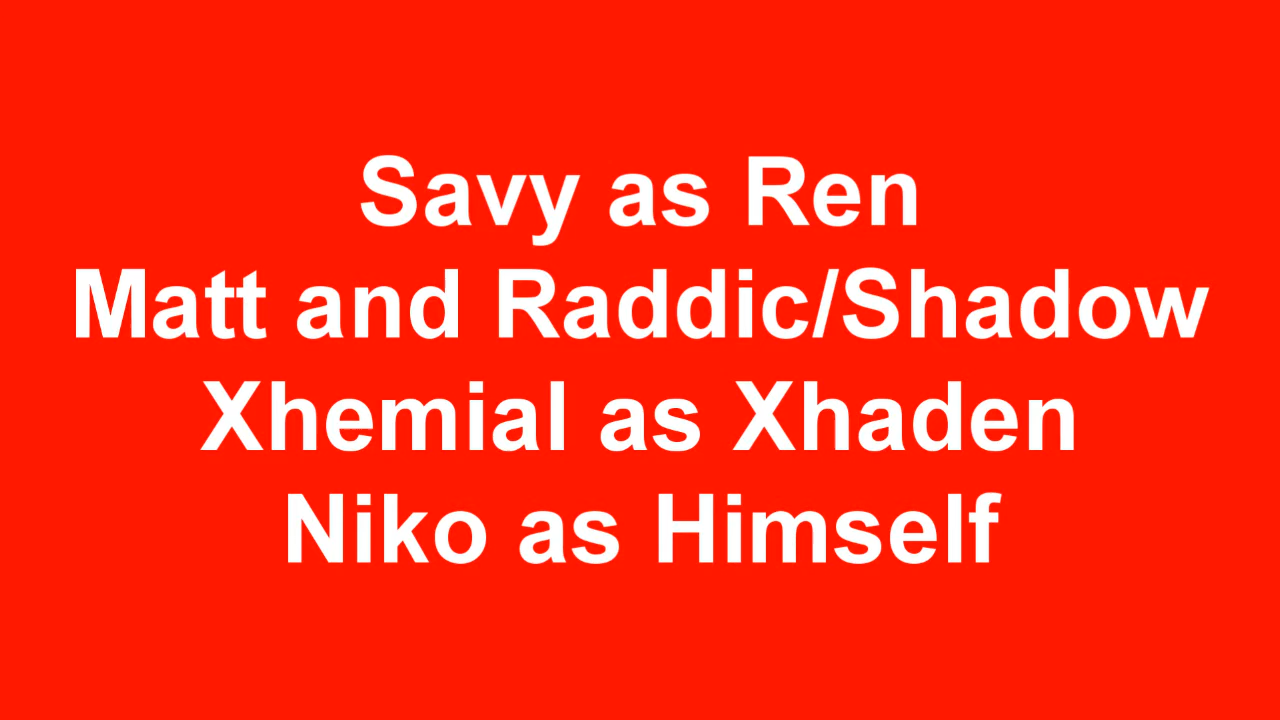 Savy as Ren
Matt and Raddic/Shadow
Xhemial as Xhaden
Niko as Himself